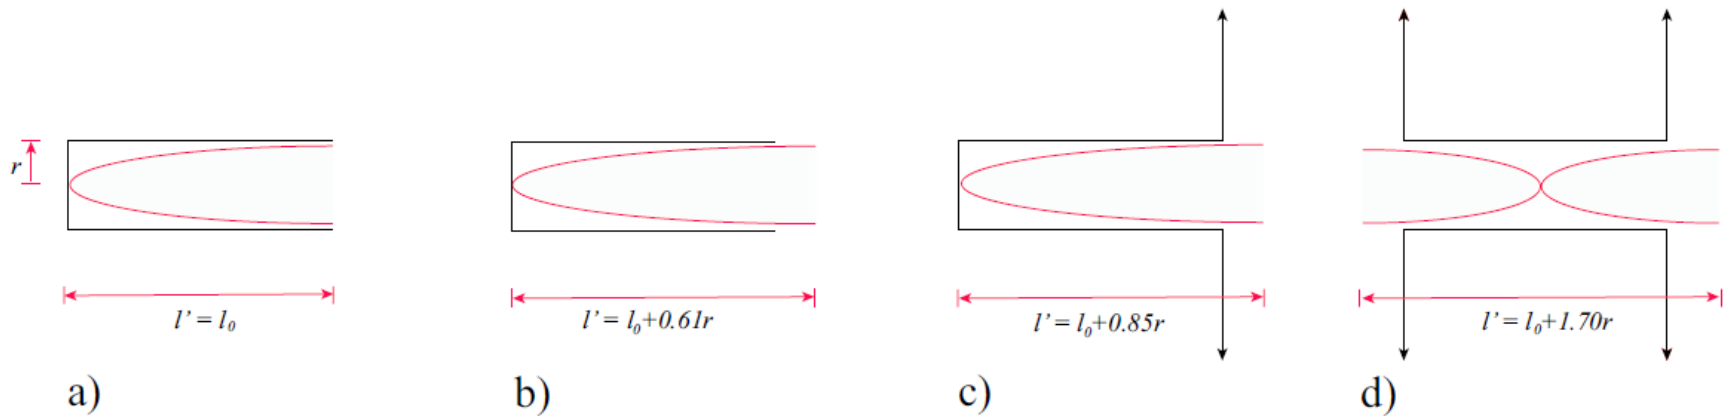 r
l’ = l₀
l’ = l₀+0.61r
l’ = l₀+0.85r
l’ = l₀+1.70r
a)
b)
c)
d)